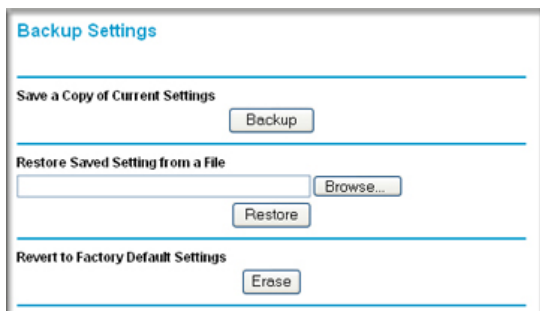 Backup Settings
Save a Copy of Current Settings
Backup
Restore Saved Setting from a File
Browse...
Restore
Revert to Factory Default Settings
Erase